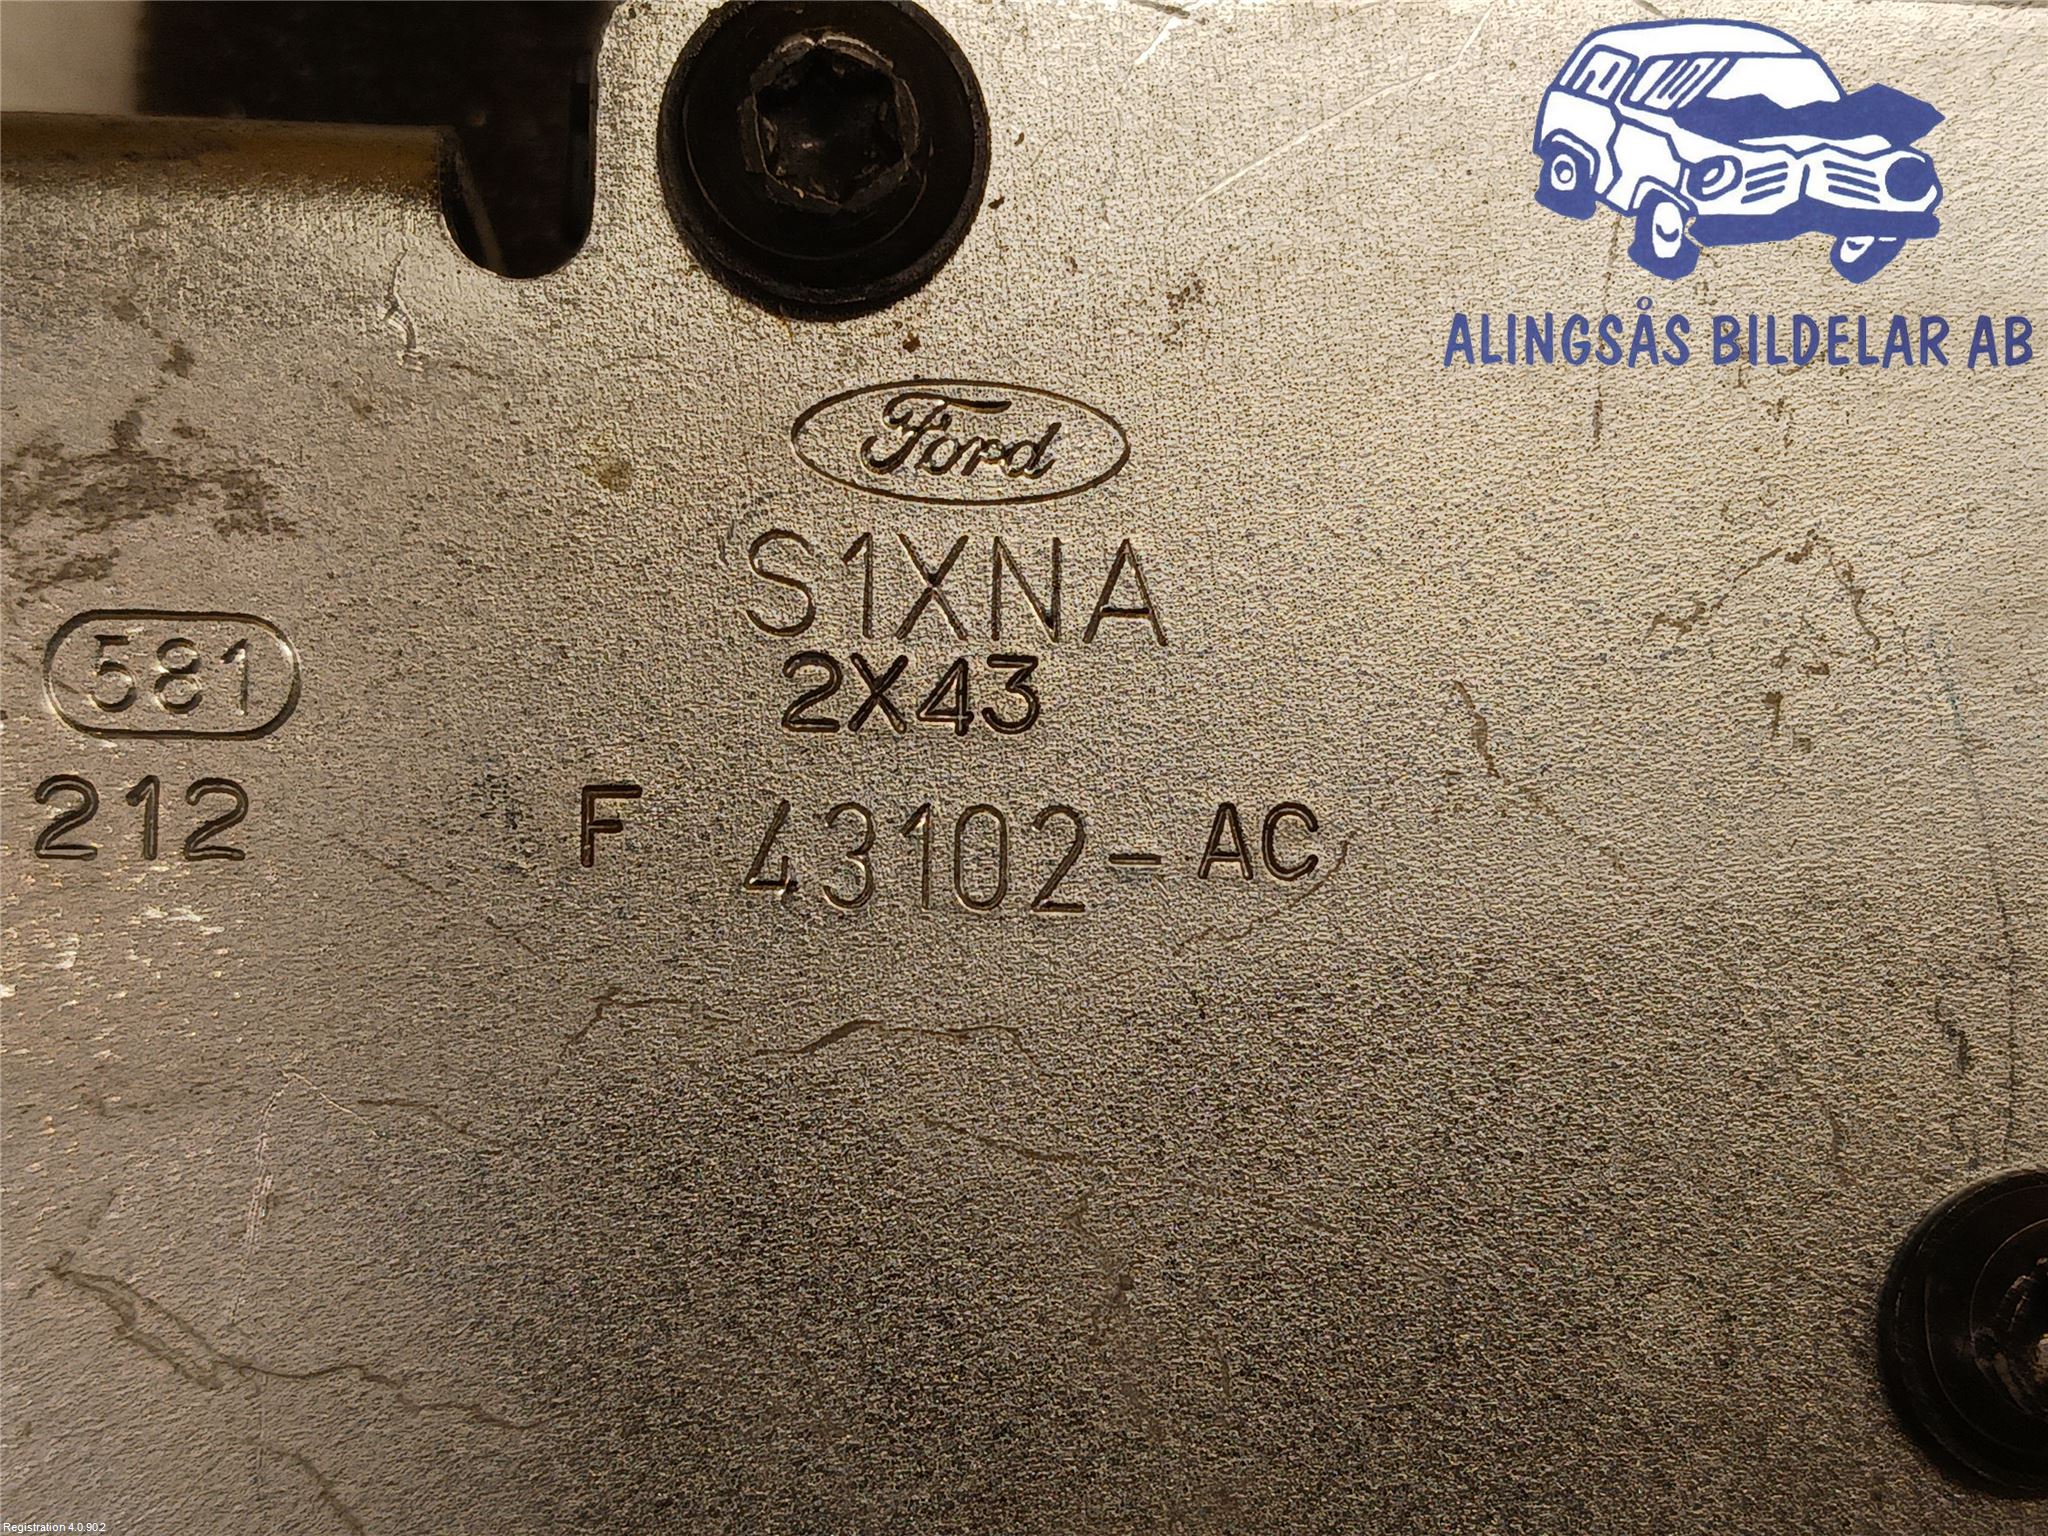 ALINGSÅS BILDELAR AB
Ford
S1XNA
2X43
581
212 F 43102-AC
Registration 4.0.902